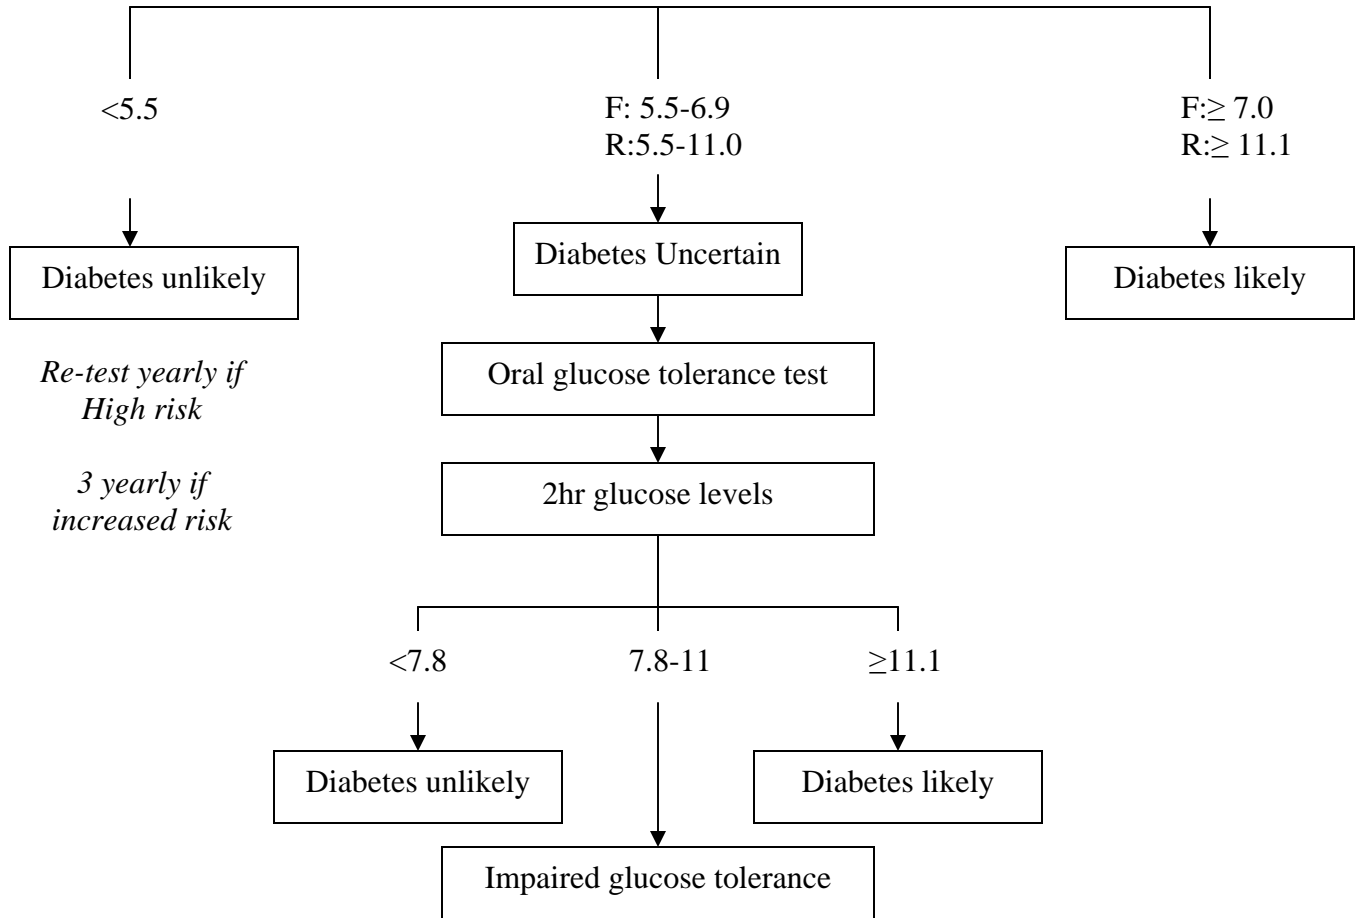 <5.5
F: 5.5-6.9
R:5.5-11.0
F:≥ 7.0
R:≥ 11.1
Diabetes unlikely
Diabetes Uncertain
Diabetes likely
Re-test yearly if
High risk
3 yearly if
increased risk
Oral glucose tolerance test
2hr glucose levels
<7.8
7.8-11
≥11.1
Diabetes unlikely
Diabetes likely
Impaired glucose tolerance